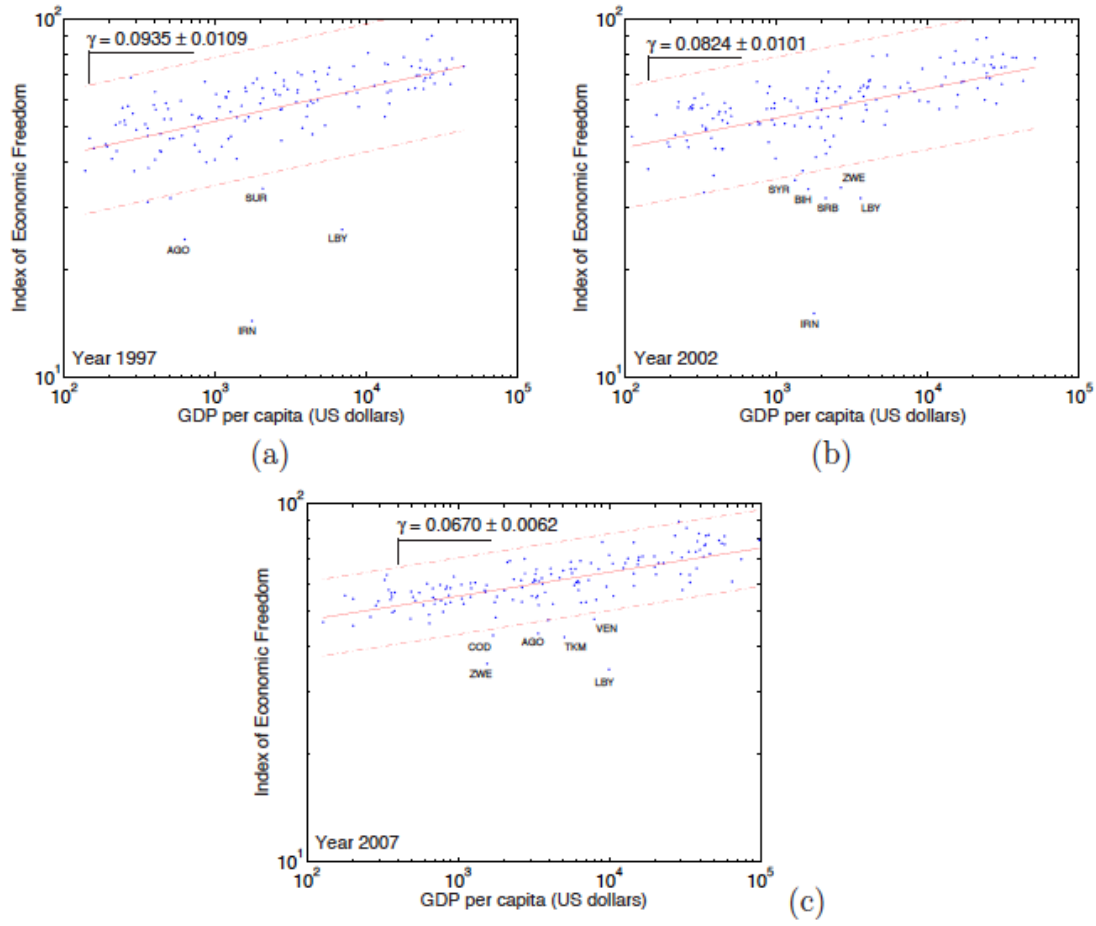 10²
γ = 0.0935 ± 0.0109
Index of Economic Freedom
SUR
AGO
LBY
IRN
Year 1997
10¹
10² 10³ 10⁴ 10⁵
GDP per capita (US dollars)
(a)
10²
γ = 0.0824 ± 0.0101
Index of Economic Freedom
ZWE
SYR
BIH
SRB
LBY
IRN
Year 2002
10¹
10² 10³ 10⁴ 10⁵
GDP per capita (US dollars)
(b)
10²
γ = 0.0670 ± 0.0062
Index of Economic Freedom
VEN
COD
AGO
TKM
ZWE
LBY
Year 2007
10¹
10² 10³ 10⁴ 10⁵
GDP per capita (US dollars)
(c)